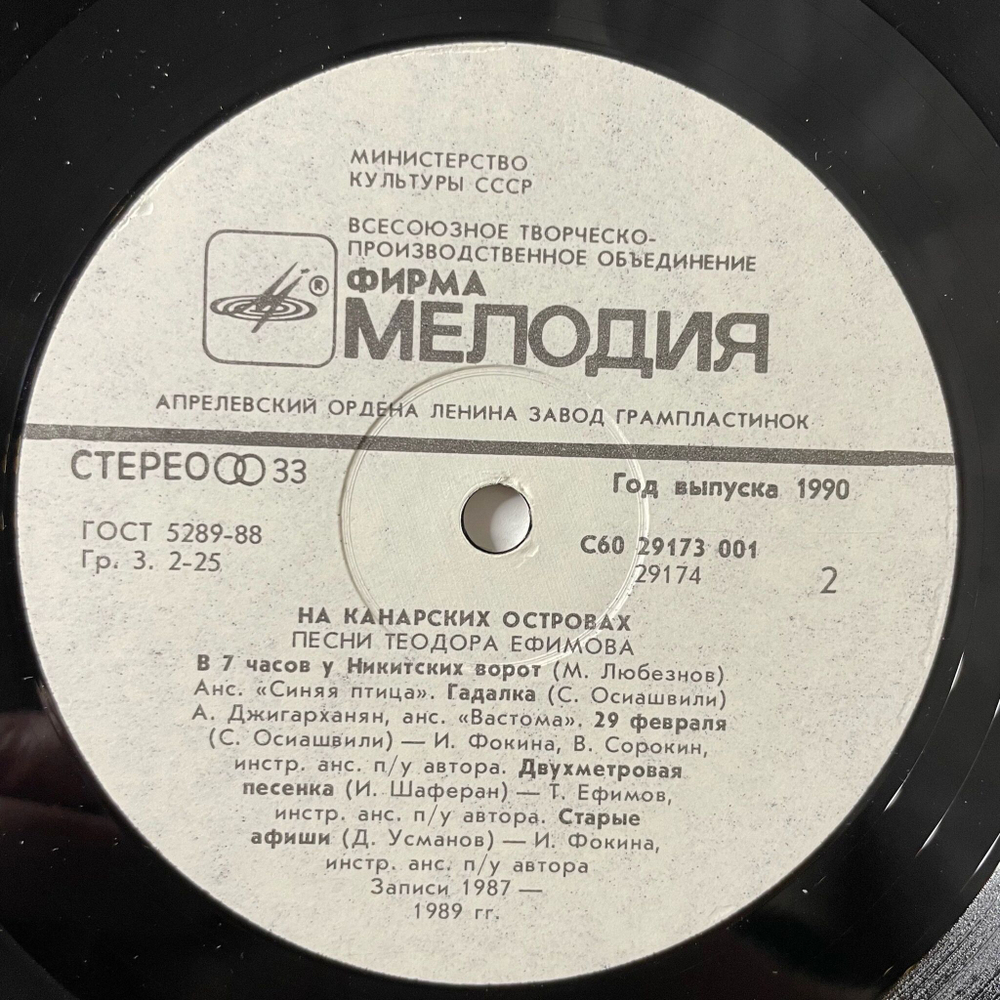 МИНИСТЕРСТВО
КУЛЬТУРЫ СССР
ВСЕСОЮЗНОЕ ТВОРЧЕСКО-
ПРОИЗВОДСТВЕННОЕ ОБЪЕДИНЕНИЕ
ФИРМА
®
МЕЛОДИЯ
АПРЕЛЕВСКИЙ ОРДЕНА ЛЕНИНА ЗАВОД ГРАМПЛАСТИНОК
СТЕРЕО 33
Год выпуска 1990
ГОСТ 5289-88
Гр. 3. 2-25
С60 29173 001
29174
2
НА КАНАРСКИХ ОСТРОВАХ
ПЕСНИ ТЕОДОРА ЕФИМОВА
В 7 часов у Никитских ворот (М. Любезнов)
Анс. «Синяя птица». Гадалка (С. Осиашвили)
А. Джигарханян, анс. «Вастома». 29 февраля
(С. Осиашвили) — И. Фокина, В. Сорокин,
инстр. анс. п/у автора. Двухметровая
песенка (И. Шаферан) — Т. Ефимов,
инстр. анс. п/у автора. Старые
афиши (Д. Усманов) — И. Фокина,
инстр. анс. п/у автора
Записи 1987 —
1989 гг.